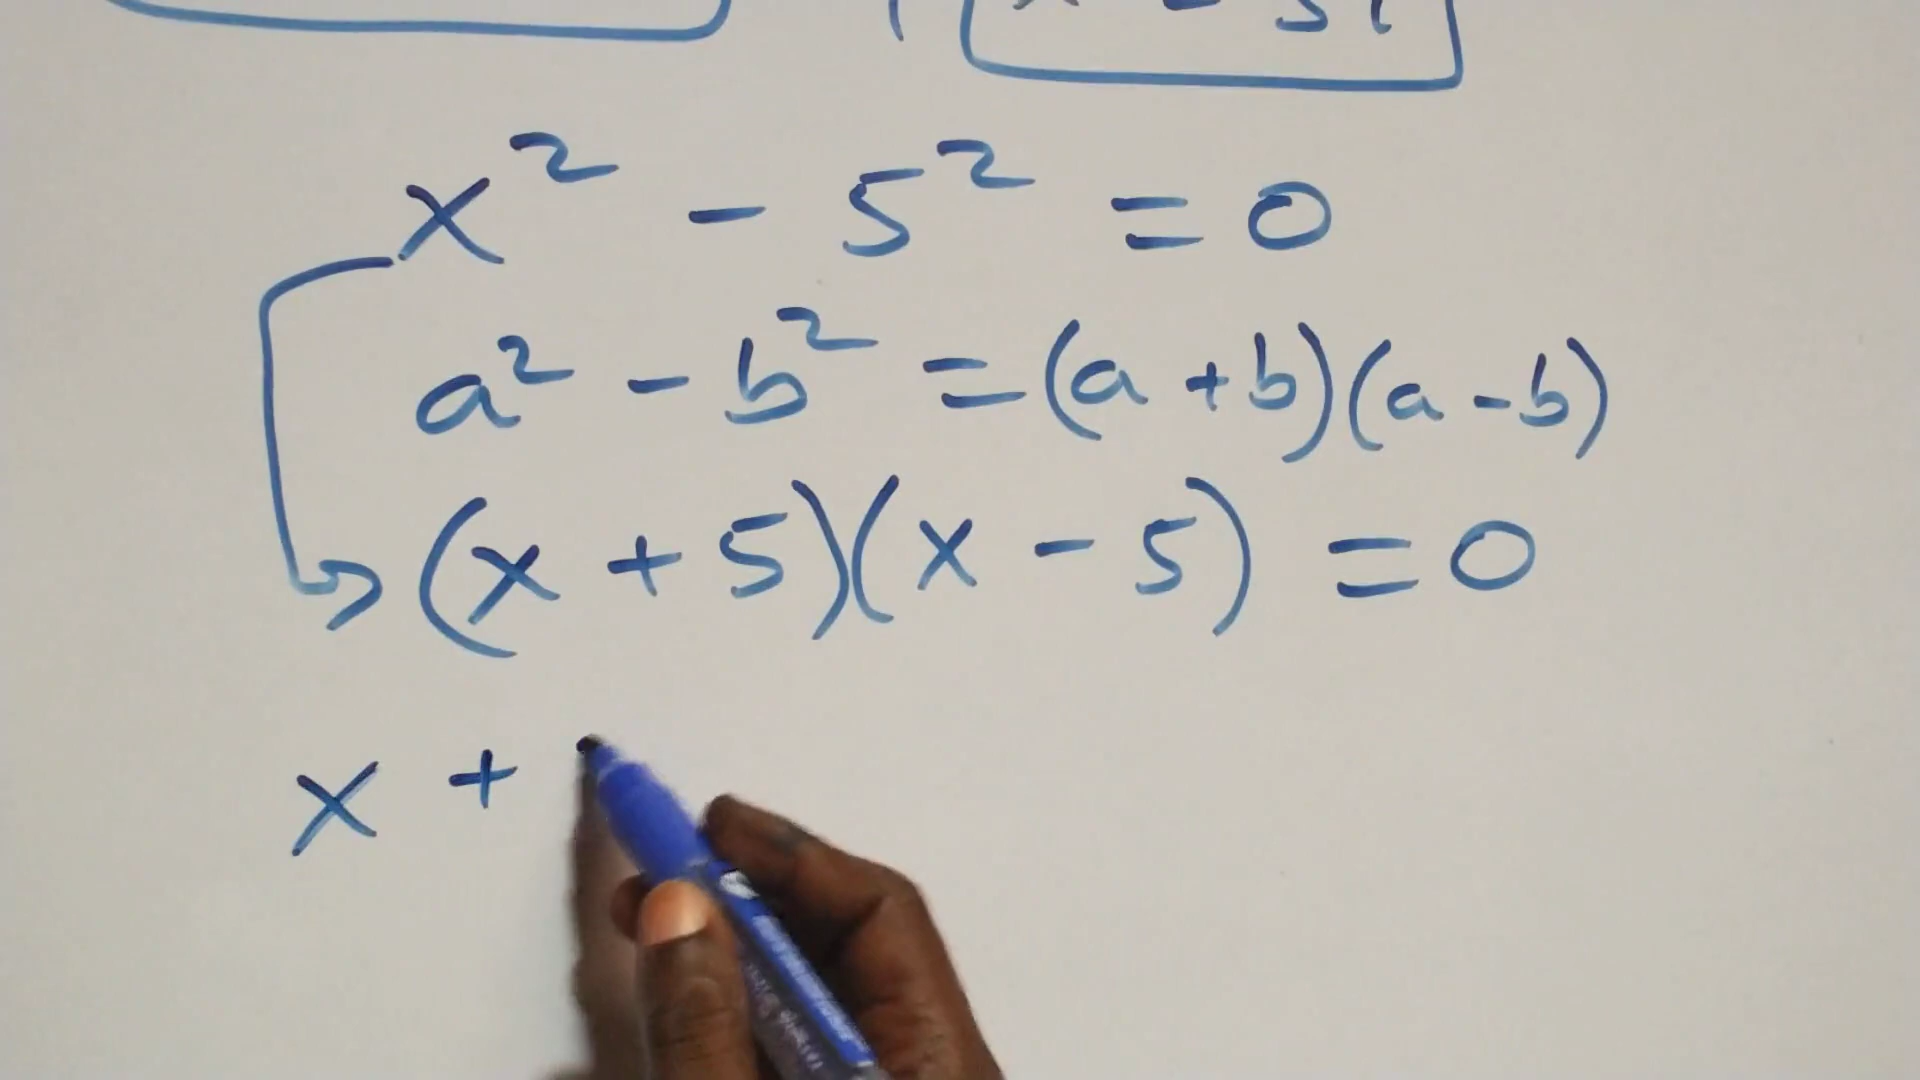 x² - 5² = 0
a² - b² = (a + b)(a - b)
(x + 5)(x - 5) = 0
x +